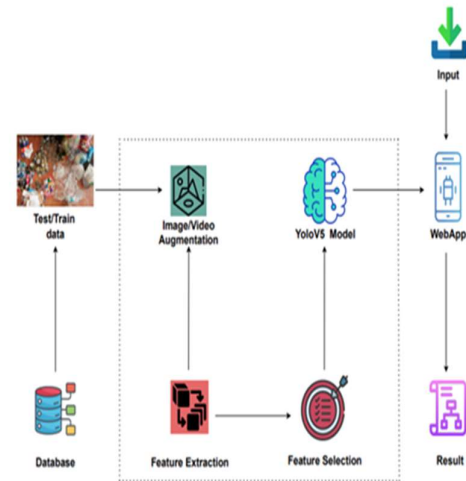 Input
Test/Train
data
Image/Video
Augmentation
YoloV5 Model
WebApp
Database
Feature Extraction
Feature Selection
Result